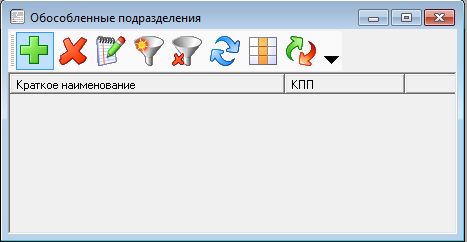 Обособленные подразделения
Краткое наименование КПП